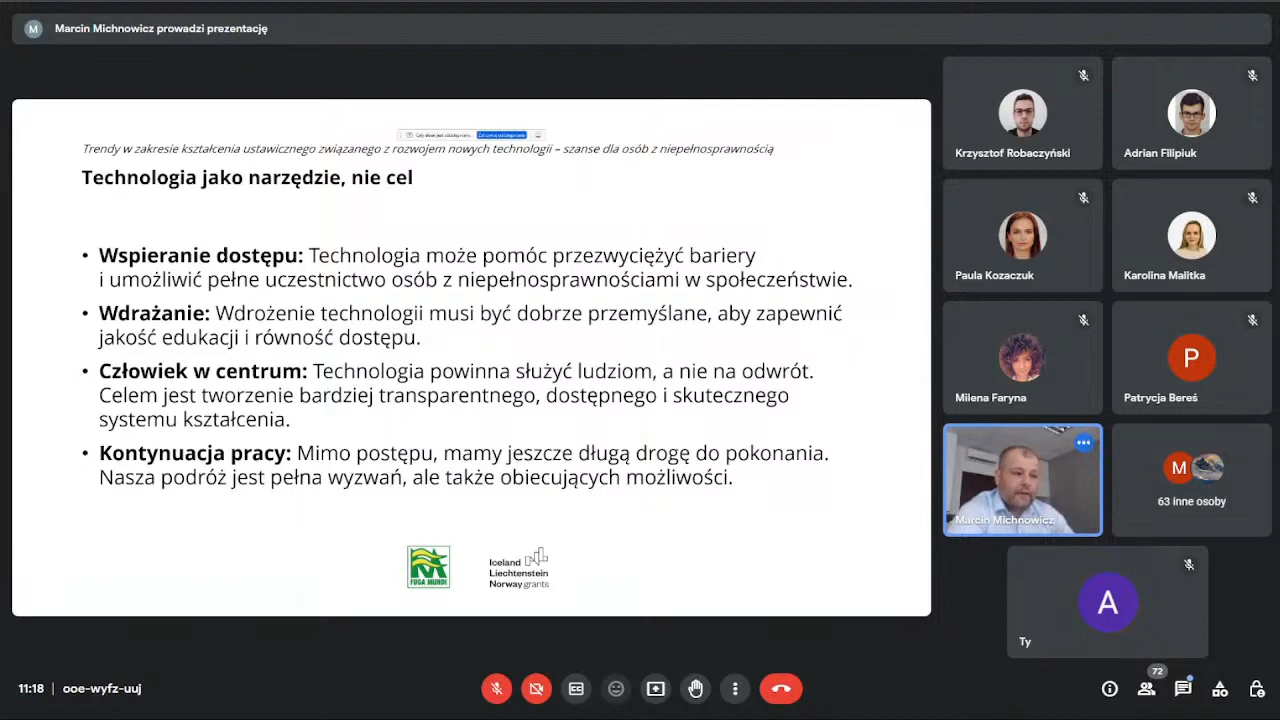 M
Marcin Michnowicz prowadzi prezentację
Trendy w zakresie kształcenia ustawicznego związanego z rozwojem nowych technologii – szanse dla osób z niepełnosprawnością
Technologia jako narzędzie, nie cel
• Wspieranie dostępu: Technologia może pomóc przezwyciężyć bariery
i umożliwić pełne uczestnictwo osób z niepełnosprawnościami w społeczeństwie.
• Wdrażanie: Wdrożenie technologii musi być dobrze przemyślane, aby zapewnić
jakość edukacji i równość dostępu.
• Człowiek w centrum: Technologia powinna służyć ludziom, a nie na odwrót.
Celem jest tworzenie bardziej transparentnego, dostępnego i skutecznego
systemu kształcenia.
• Kontynuacja pracy: Mimo postępu, mamy jeszcze długą drogę do pokonania.
Nasza podróż jest pełna wyzwań, ale także obiecujących możliwości.
FUGA MUNDI
Iceland
Liechtenstein
Norway grants
Krzysztof Robaczyński
Adrian Filipiuk
Paula Kozaczuk
Karolina Malitka
Milena Faryna
P
Patrycja Bereś
Marcin Michnowicz
M
63 inne osoby
A
Ty
11:18 | ooe-wyfz-uuj
72